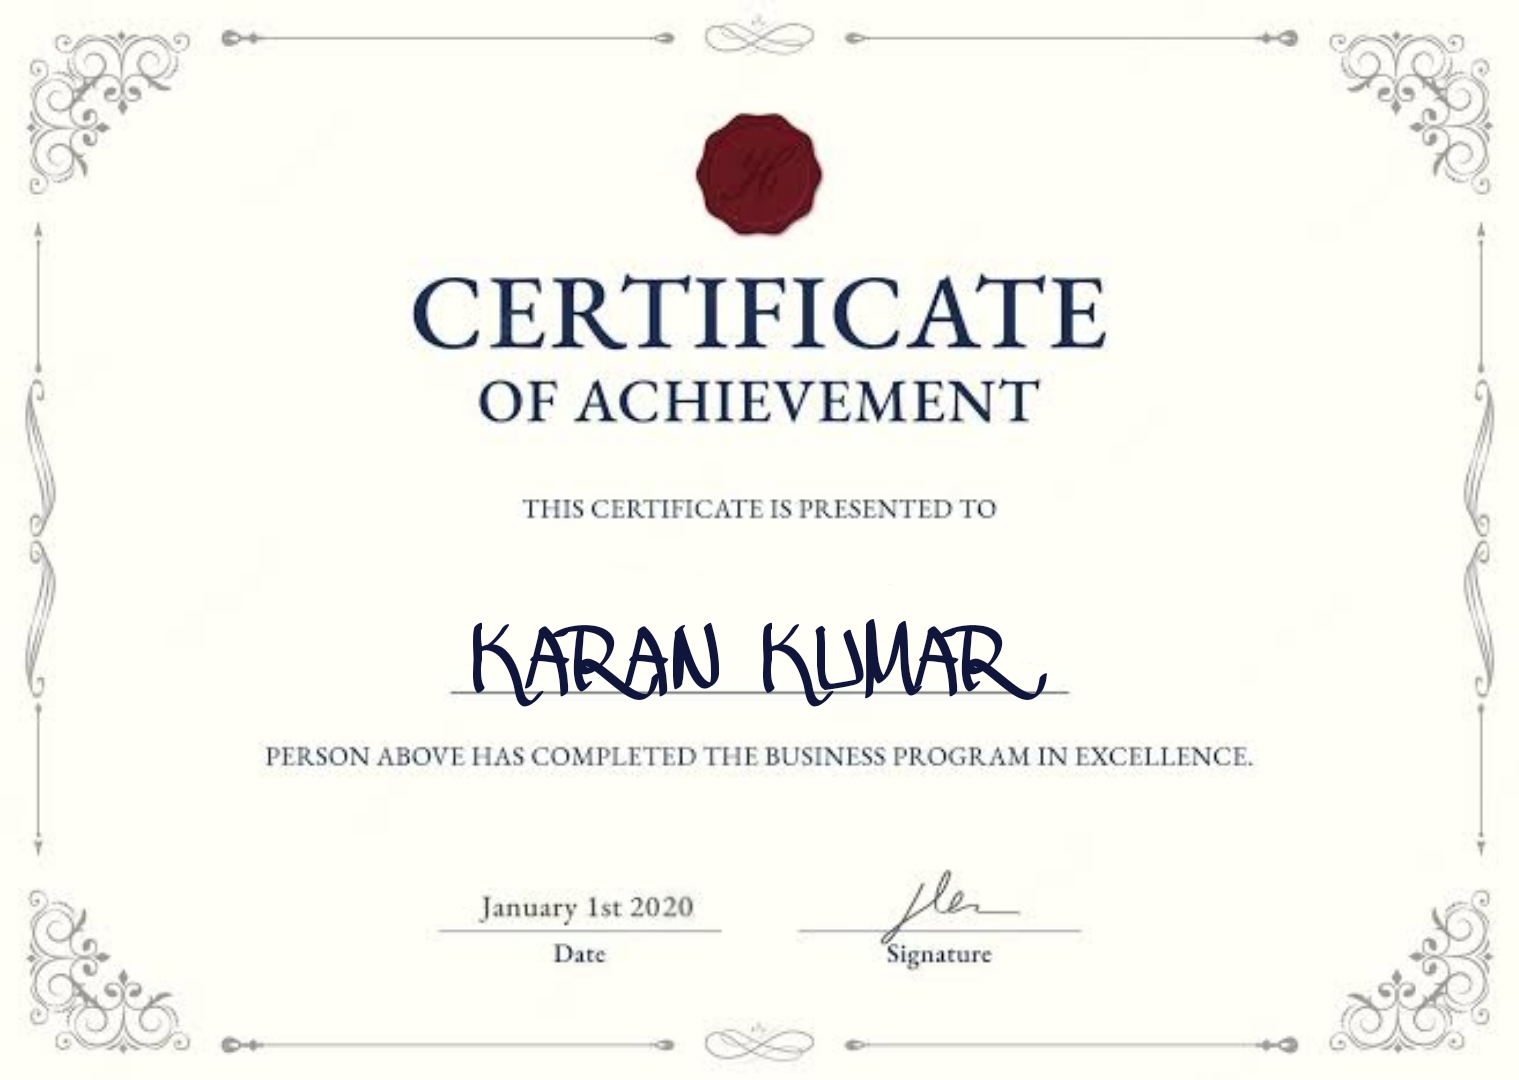 CERTIFICATE
OF ACHIEVEMENT
THIS CERTIFICATE IS PRESENTED TO
KARAN KUMAR
PERSON ABOVE HAS COMPLETED THE BUSINESS PROGRAM IN EXCELLENCE.
January 1st 2020
Date
Signature